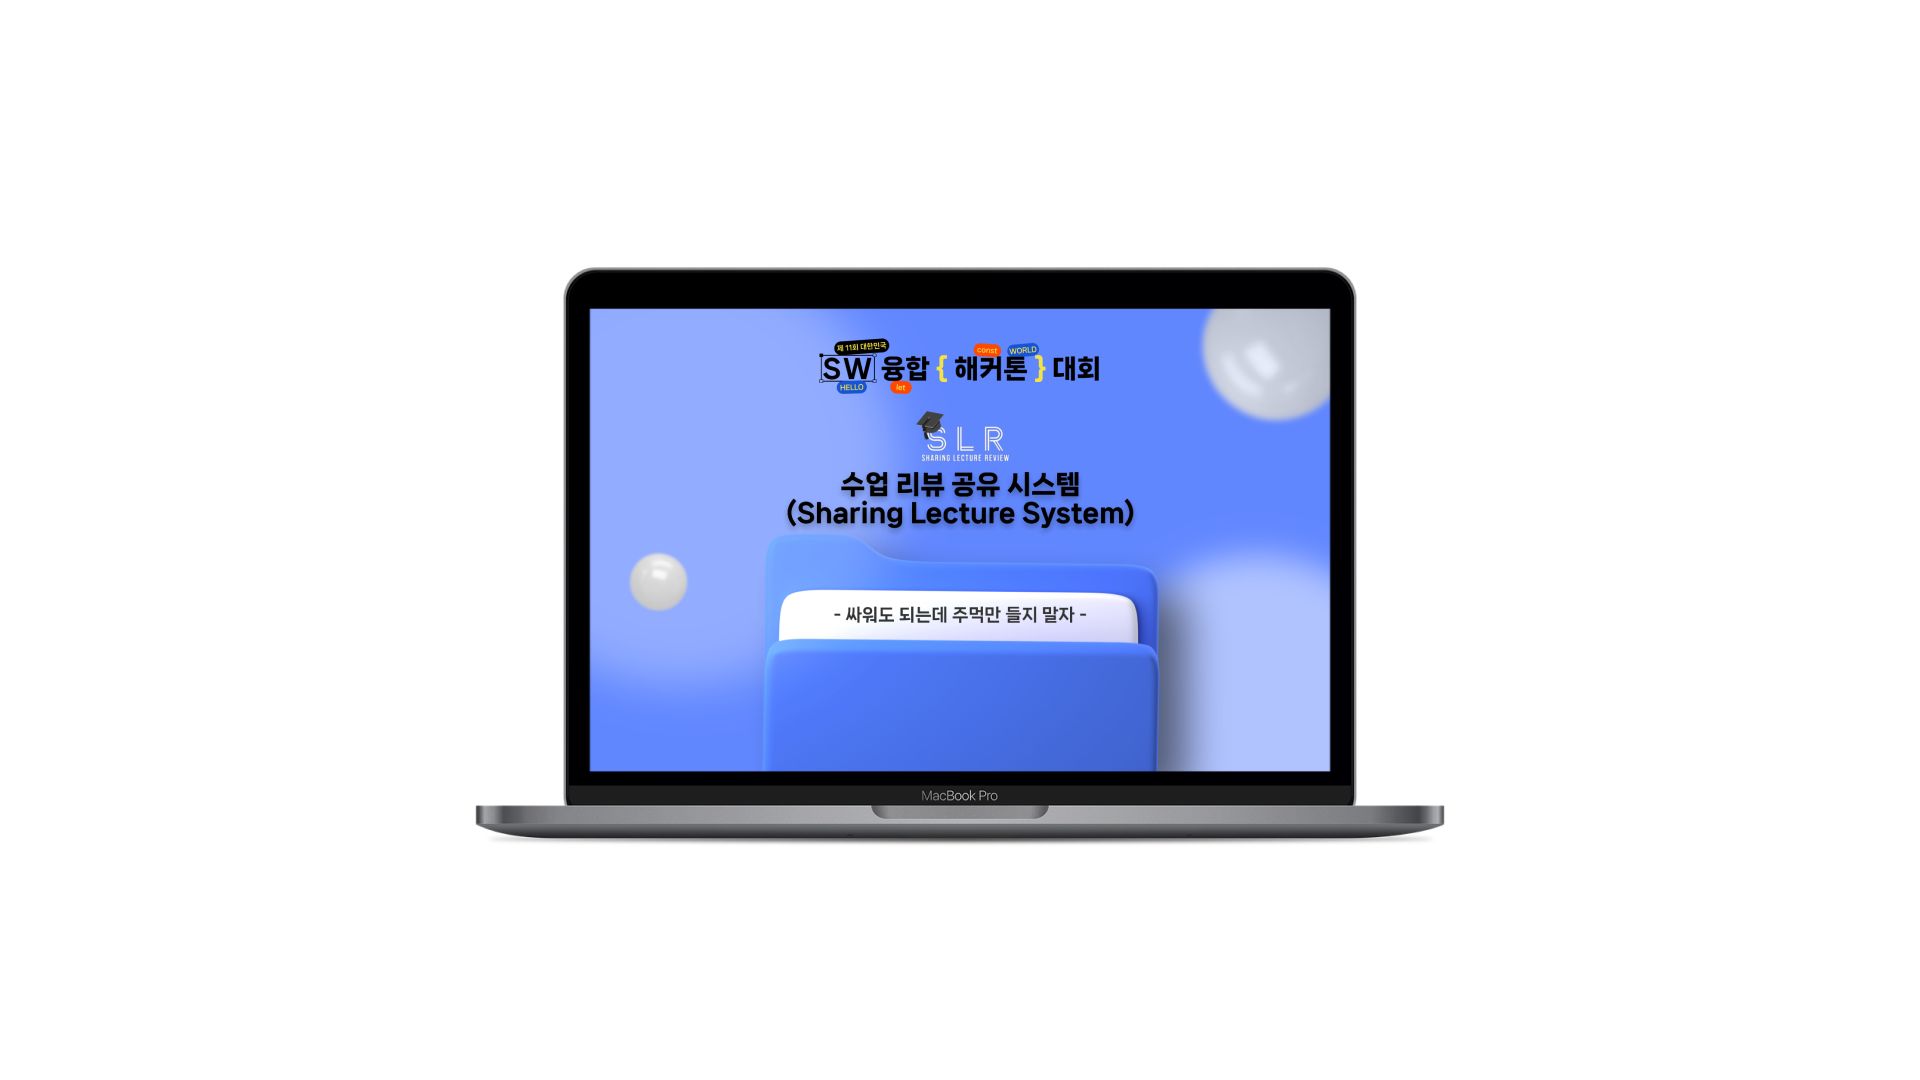 제 11회 대한민국
const WORLD
SW 융합 { 해커톤 } 대회
HELLO let
SLR
SHARING LECTURE REVIEW
수업 리뷰 공유 시스템
(Sharing Lecture System)
- 싸워도 되는데 주먹만 들지 말자 -
MacBook Pro